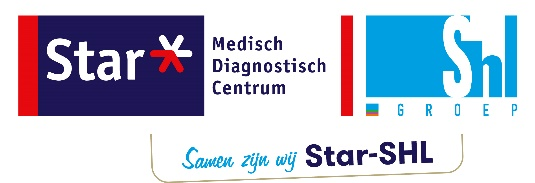 Star
Medisch
Diagnostisch
Centrum
Shl
GROEP
Samen zijn wij Star-SHL